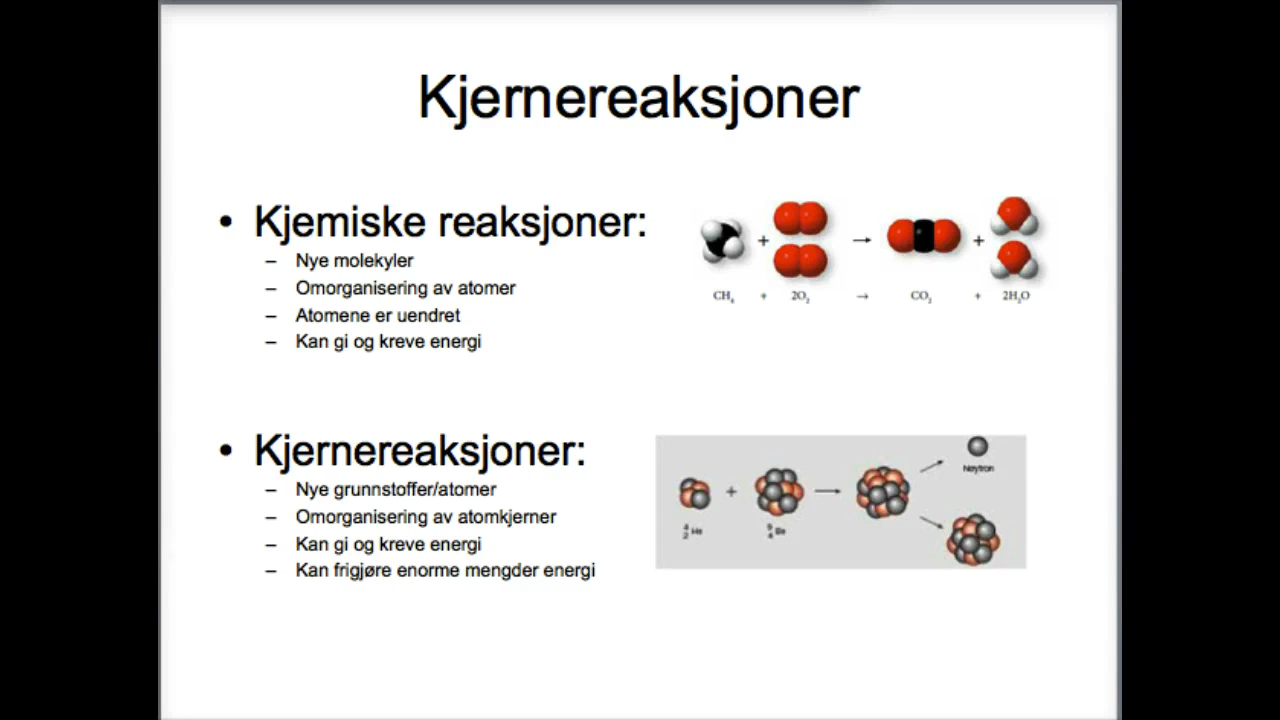 Kjernereaksjoner
• Kjemiske reaksjoner:
– Nye molekyler
– Omorganisering av atomer
– Atomene er uendret
– Kan gi og kreve energi
+ → +
CH₄ + 2O₂ → CO₂ + 2H₂O
• Kjernereaksjoner:
– Nye grunnstoffer/atomer
– Omorganisering av atomkjerner
– Kan gi og kreve energi
– Kan frigjøre enorme mengder energi
Nøytron
+ →
⁴₂He ⁹₄Be